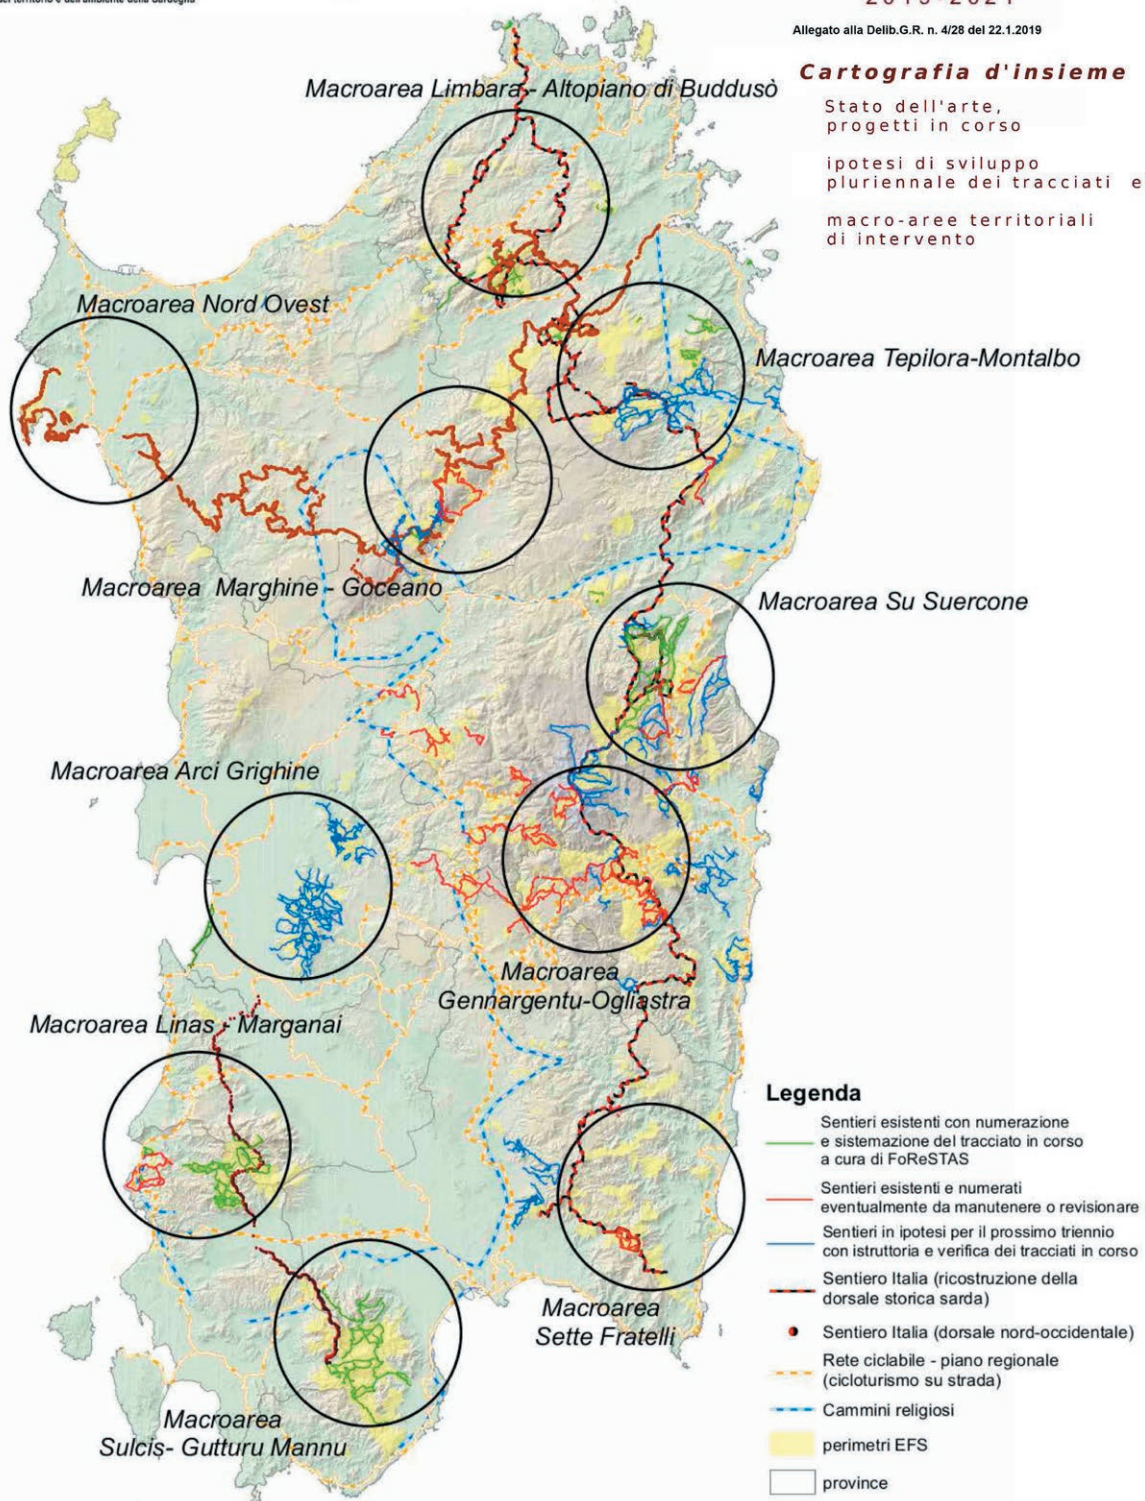 territorio e dell'ambiente della Sardegna
Allegato alla Delib.G.R. n. 4/28 del 22.1.2019
Cartografia d'insieme
Stato dell'arte,
progetti in corso
ipotesi di sviluppo
pluriennale dei tracciati e
macro-aree territoriali
di intervento
Macroarea Limbara - Altopiano di Buddusò
Macroarea Nord Ovest
Macroarea Tepilora-Montalbo
Macroarea Marghine - Goceano
Macroarea Su Suercone
Macroarea Arci Grighine
Macroarea
Gennargentu-Ogliastra
Macroarea Linas - Marganai
Macroarea
Sette Fratelli
Macroarea
Sulcis- Gutturu Mannu
Legenda
Sentieri esistenti con numerazione
e sistemazione del tracciato in corso
a cura di FoReSTAS
Sentieri esistenti e numerati
eventualmente da manutenere o revisionare
Sentieri in ipotesi per il prossimo triennio
con istruttoria e verifica dei tracciati in corso
Sentiero Italia (ricostruzione della
dorsale storica sarda)
Sentiero Italia (dorsale nord-occidentale)
Rete ciclabile - piano regionale
(cicloturismo su strada)
Cammini religiosi
perimetri EFS
province